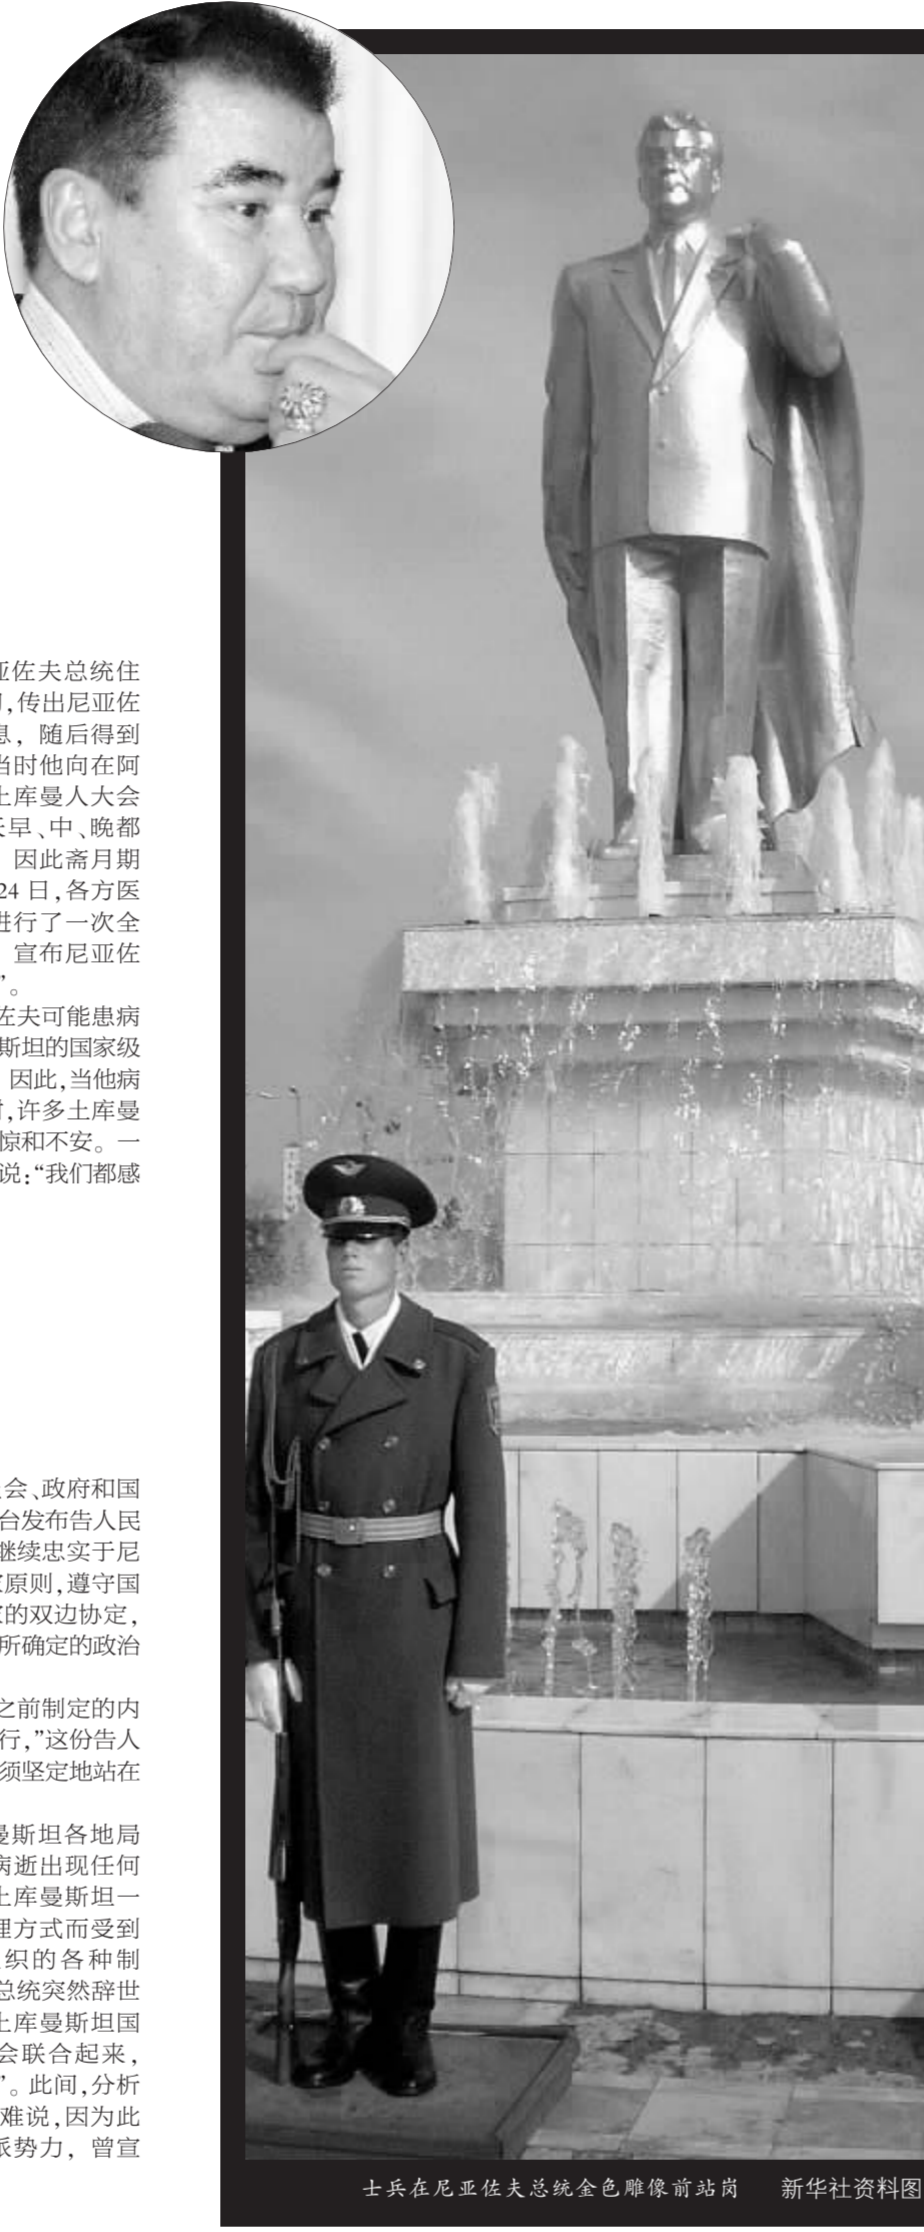 亚佐夫总统住
,传出尼亚佐
息，随后得到
当时他向在阿
土库曼人大会
早、中、晚都
因此斋月期
24 日,各方医
进行了一次全
宣布尼亚佐
”。
佐夫可能患病
斯坦的国家级
因此,当他病
,许多土库曼
惊和不安。一
说:“我们都感
会、政府和国
台发布告人民
继续忠实于尼
原则,遵守国
的双边协定,
所确定的政治
之前制定的内
行,”这份告人
须坚定地站在
曼斯坦各地局
病逝出现任何
土库曼斯坦一
理方式而受到
织的各种制
总统突然辞世
土库曼斯坦国
会联合起来，
”。此间,分析
难说,因为此
派势力，曾宣
士兵在尼亚佐夫总统金色雕像前站岗 新华社资料图